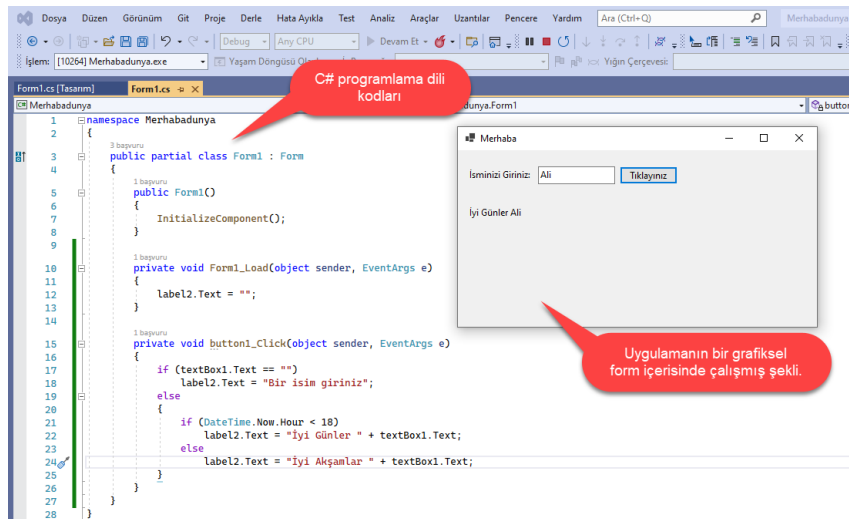 Dosya Düzen Görünüm Git Proje Derle Hata Ayıkla Test Analiz Araçlar Uzantılar Pencere Yardım Ara (Ctrl+Q) Merhabadunya
Debug Any CPU Devam Et
İşlem: [10264] Merhabadunya.exe Yaşam Döngüsü Yığın Çerçevesi:
C# programlama dili
kodları
Form1.cs [Tasarım] Form1.cs
Merhabadunya dunya.Form1 button
1 namespace Merhabadunya
2 {
3 başvuru
3 public partial class Form1 : Form
4 {
1 başvuru
5 public Form1()
6 {
7 InitializeComponent();
8 }
9
1 başvuru
10 private void Form1_Load(object sender, EventArgs e)
11 {
12 label2.Text = "";
13 }
14
1 başvuru
15 private void button1_Click(object sender, EventArgs e)
16 {
17 if (textBox1.Text == "")
18 label2.Text = "Bir isim giriniz";
19 else
20 {
21 if (DateTime.Now.Hour < 18)
22 label2.Text = "İyi Günler " + textBox1.Text;
23 else
24 label2.Text = "İyi Akşamlar " + textBox1.Text;
25 }
26 }
27 }
28 }
Merhaba
İsminizi Giriniz: Ali Tıklayınız
İyi Günler Ali
Uygulamanın bir grafiksel
form içerisinde çalışmış şekli.